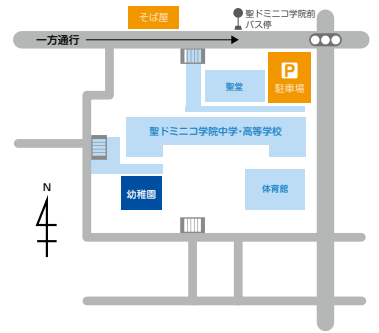 そば屋
聖ドミニコ学院前
バス停
一方通行
P
駐車場
聖堂
聖ドミニコ学院中学・高等学校
幼稚園
体育館
N